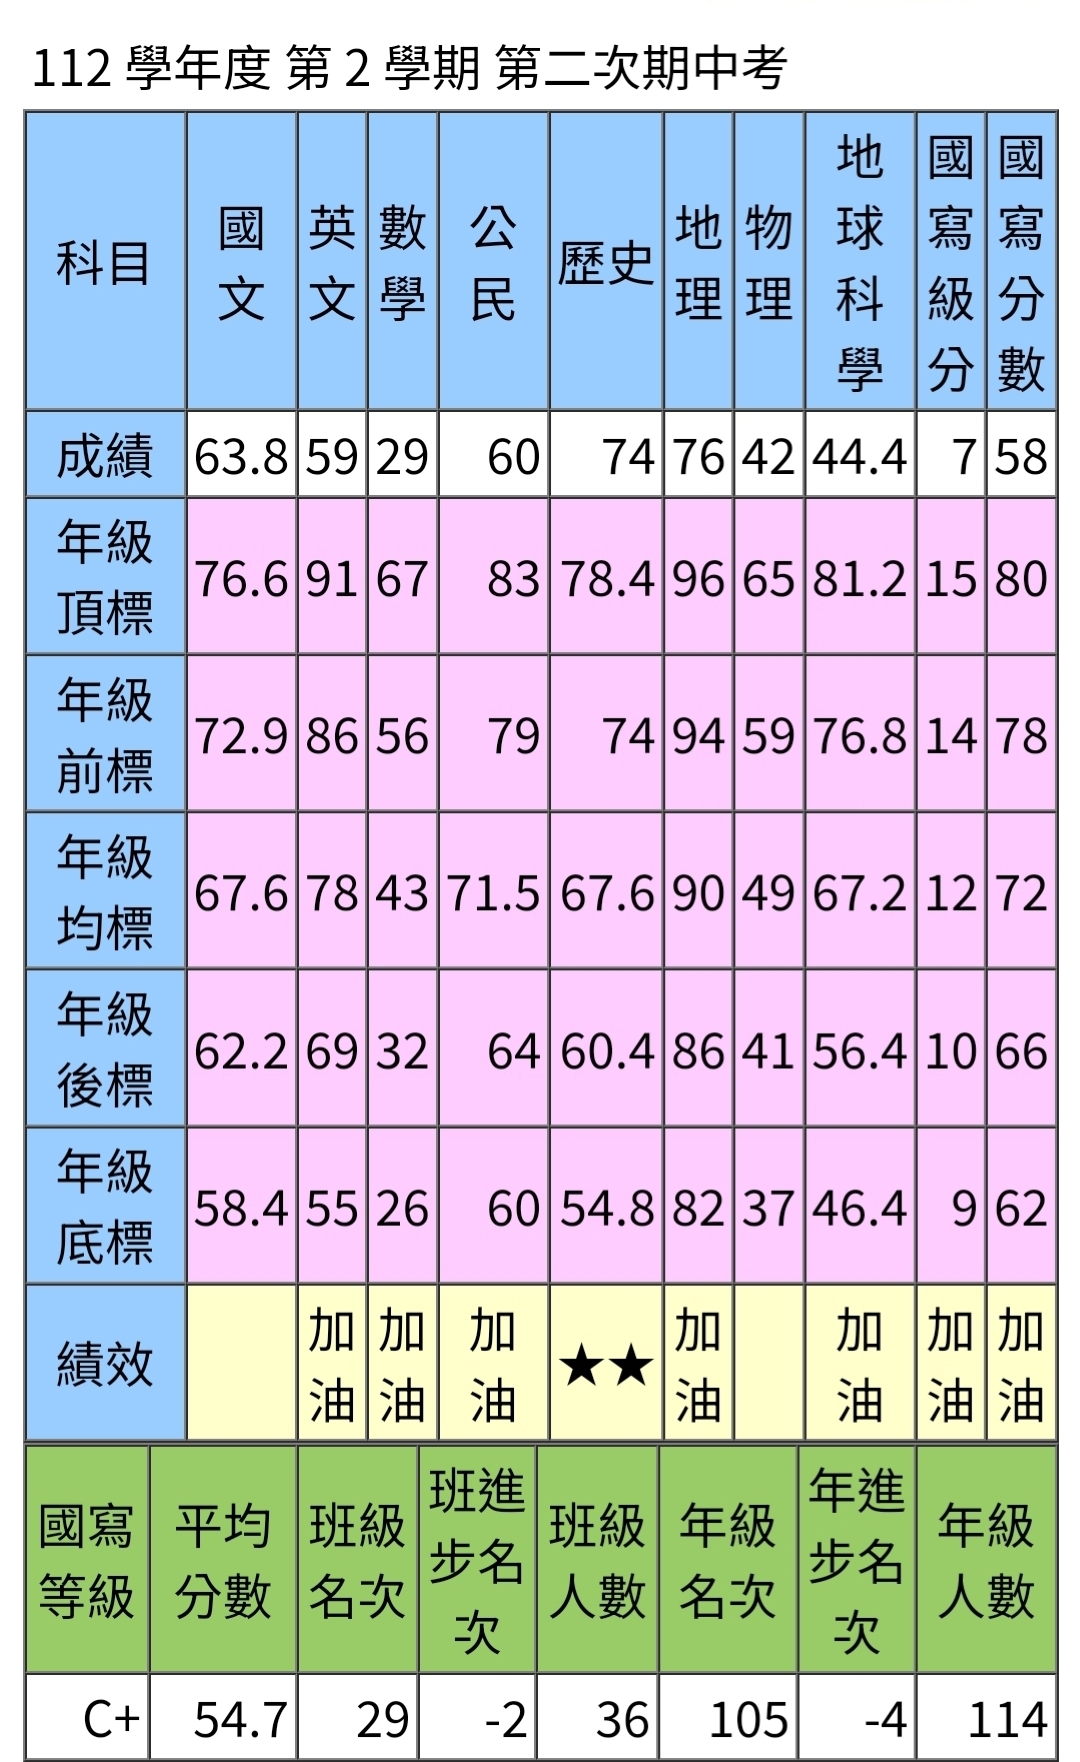 112 學年度 第 2 學期 第二次期中考
科目 國文 英文 數學 公民 歷史 地理 物理 地球科學 國寫級分 國寫分數
成績 63.8 59 29 60 74 76 42 44.4 7 58
年級頂標 76.6 91 67 83 78.4 96 65 81.2 15 80
年級前標 72.9 86 56 79 74 94 59 76.8 14 78
年級均標 67.6 78 43 71.5 67.6 90 49 67.2 12 72
年級後標 62.2 69 32 64 60.4 86 41 56.4 10 66
年級底標 58.4 55 26 60 54.8 82 37 46.4 9 62
績效 加油 加油 加油 ★★ 加油 加油 加油 加油
國寫等級 平均分數 班級名次 班進步名次 班級人數 年級名次 年進步名次 年級人數
C+ 54.7 29 -2 36 105 -4 114